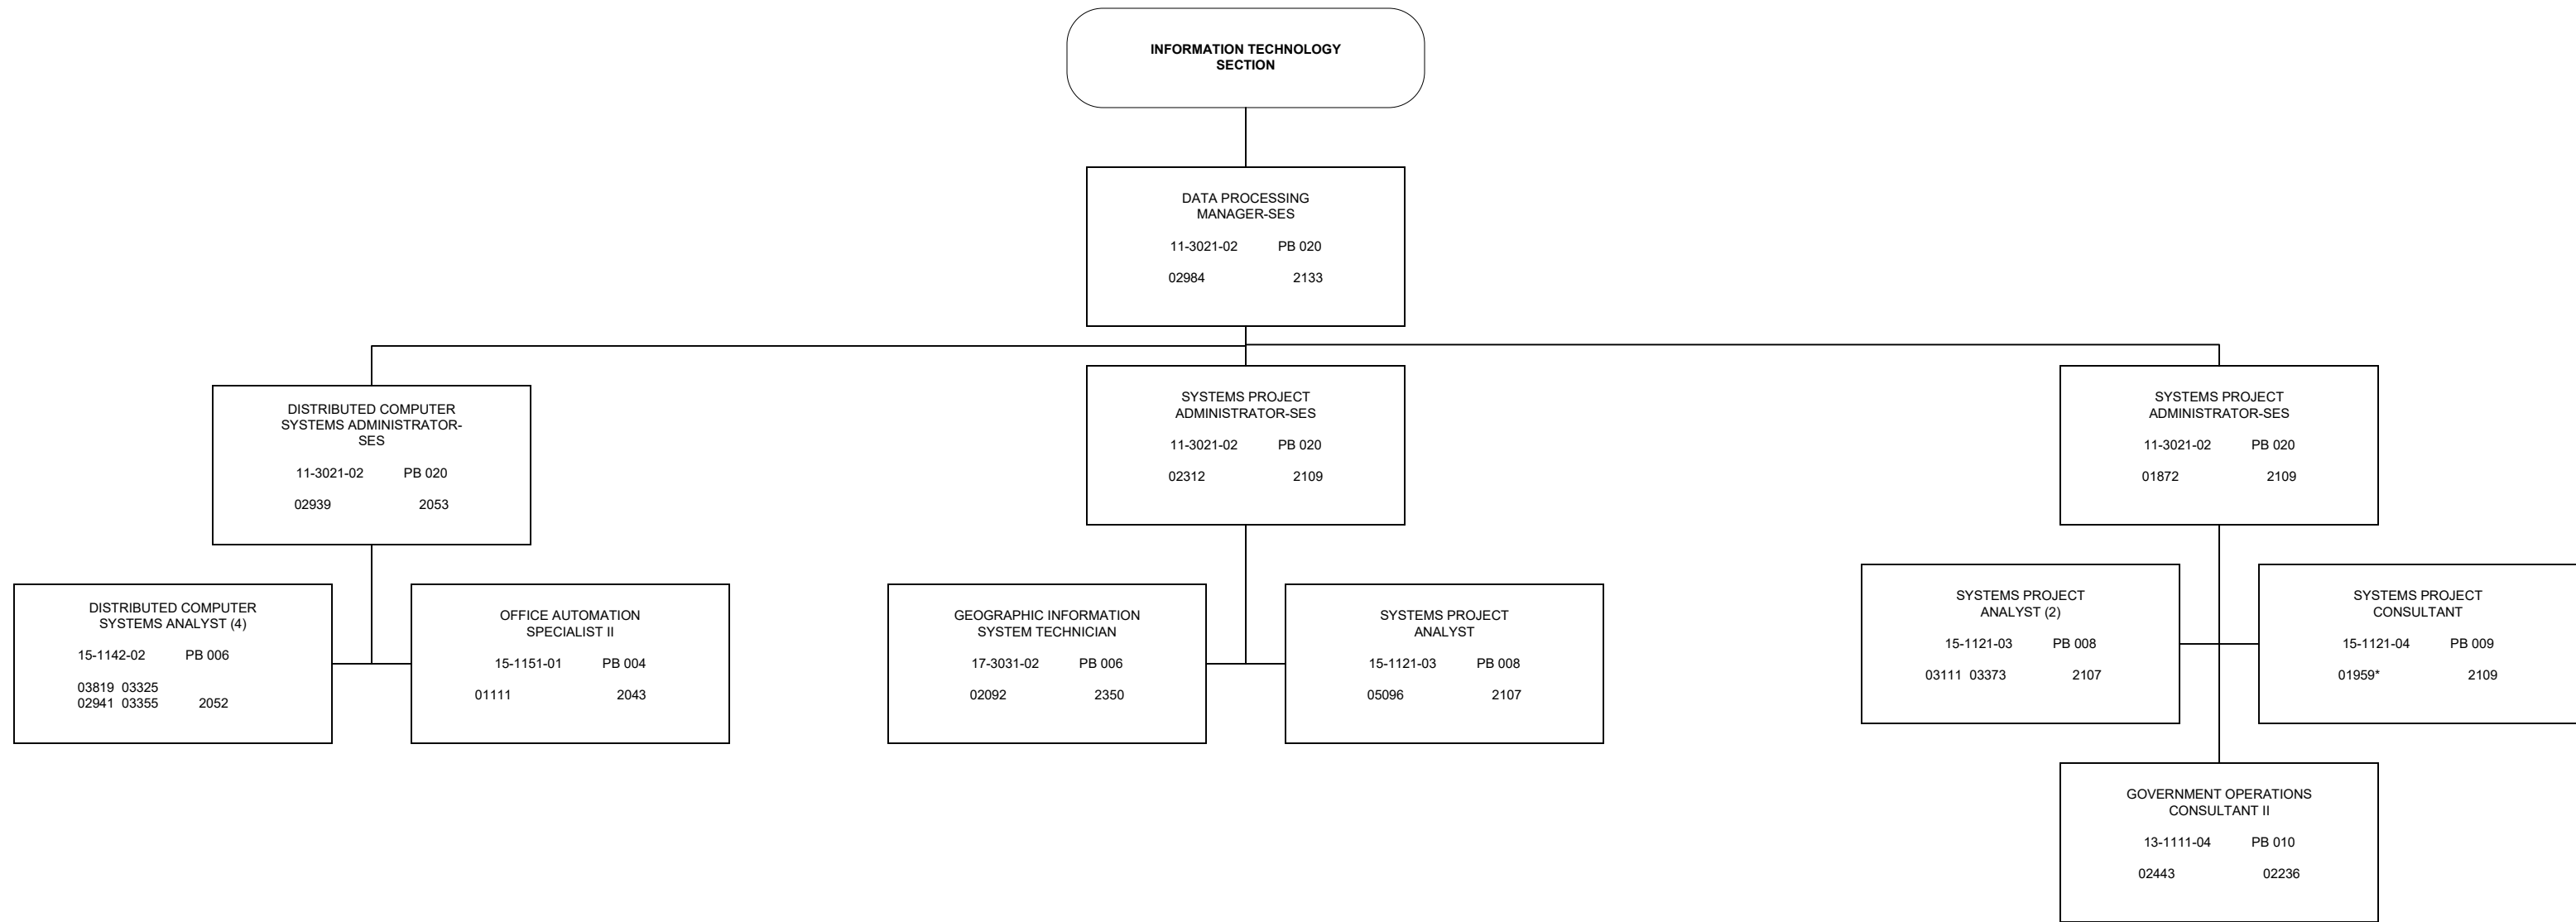 INFORMATION TECHNOLOGY
SECTION
DATA PROCESSING
MANAGER-SES
11-3021-02 PB 020
02984 2133
DISTRIBUTED COMPUTER
SYSTEMS ADMINISTRATOR-
SES
11-3021-02 PB 020
02939 2053
SYSTEMS PROJECT
ADMINISTRATOR-SES
11-3021-02 PB 020
02312 2109
SYSTEMS PROJECT
ADMINISTRATOR-SES
11-3021-02 PB 020
01872 2109
DISTRIBUTED COMPUTER
SYSTEMS ANALYST (4)
15-1142-02 PB 006
03819 03325
02941 03355 2052
OFFICE AUTOMATION
SPECIALIST II
15-1151-01 PB 004
01111 2043
GEOGRAPHIC INFORMATION
SYSTEM TECHNICIAN
17-3031-02 PB 006
02092 2350
SYSTEMS PROJECT
ANALYST
15-1121-03 PB 008
05096 2107
SYSTEMS PROJECT
ANALYST (2)
15-1121-03 PB 008
03111 03373 2107
SYSTEMS PROJECT
CONSULTANT
15-1121-04 PB 009
01959* 2109
GOVERNMENT OPERATIONS
CONSULTANT II
13-1111-04 PB 010
02443 02236